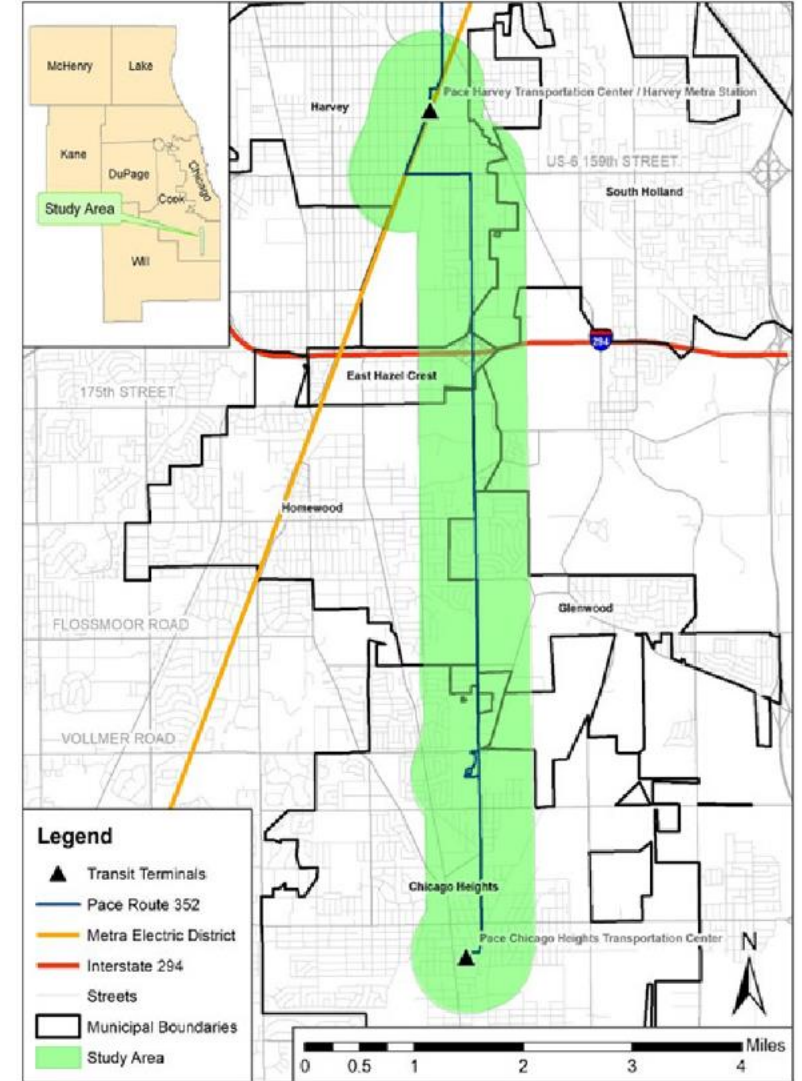 McHenry
Lake
Kane
DuPage
Cook
Chicago
Study Area
Will
Harvey
Pace Harvey Transportation Center / Harvey Metra Station
US-6 159th STREET
South Holland
294
East Hazel Crest
175th STREET
Homewood
Glenwood
FLOSSMOOR ROAD
VOLLMER ROAD
Chicago Heights
Pace Chicago Heights Transportation Center
Legend
Transit Terminals
Pace Route 352
Metra Electric District
Interstate 294
Streets
Municipal Boundaries
Study Area
N
Miles
0 0.5 1 2 3 4